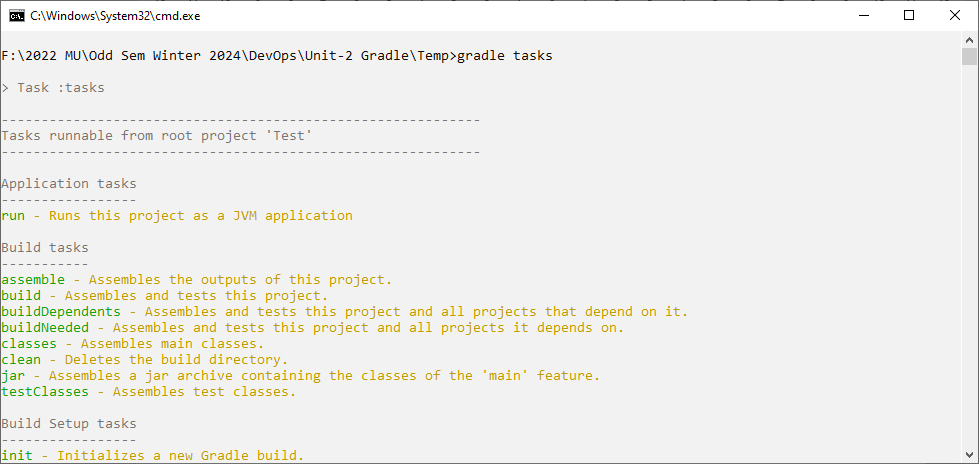 C:\Windows\System32\cmd.exe
F:\2022 MU\Odd Sem Winter 2024\DevOps\Unit-2 Gradle\Temp>gradle tasks
> Task :tasks
------------------------------------------------------------
Tasks runnable from root project 'Test'
------------------------------------------------------------
Application tasks
-----------------
run - Runs this project as a JVM application
Build tasks
-----------
assemble - Assembles the outputs of this project.
build - Assembles and tests this project.
buildDependents - Assembles and tests this project and all projects that depend on it.
buildNeeded - Assembles and tests this project and all projects it depends on.
classes - Assembles main classes.
clean - Deletes the build directory.
jar - Assembles a jar archive containing the classes of the 'main' feature.
testClasses - Assembles test classes.
Build Setup tasks
-----------------
init - Initializes a new Gradle build.